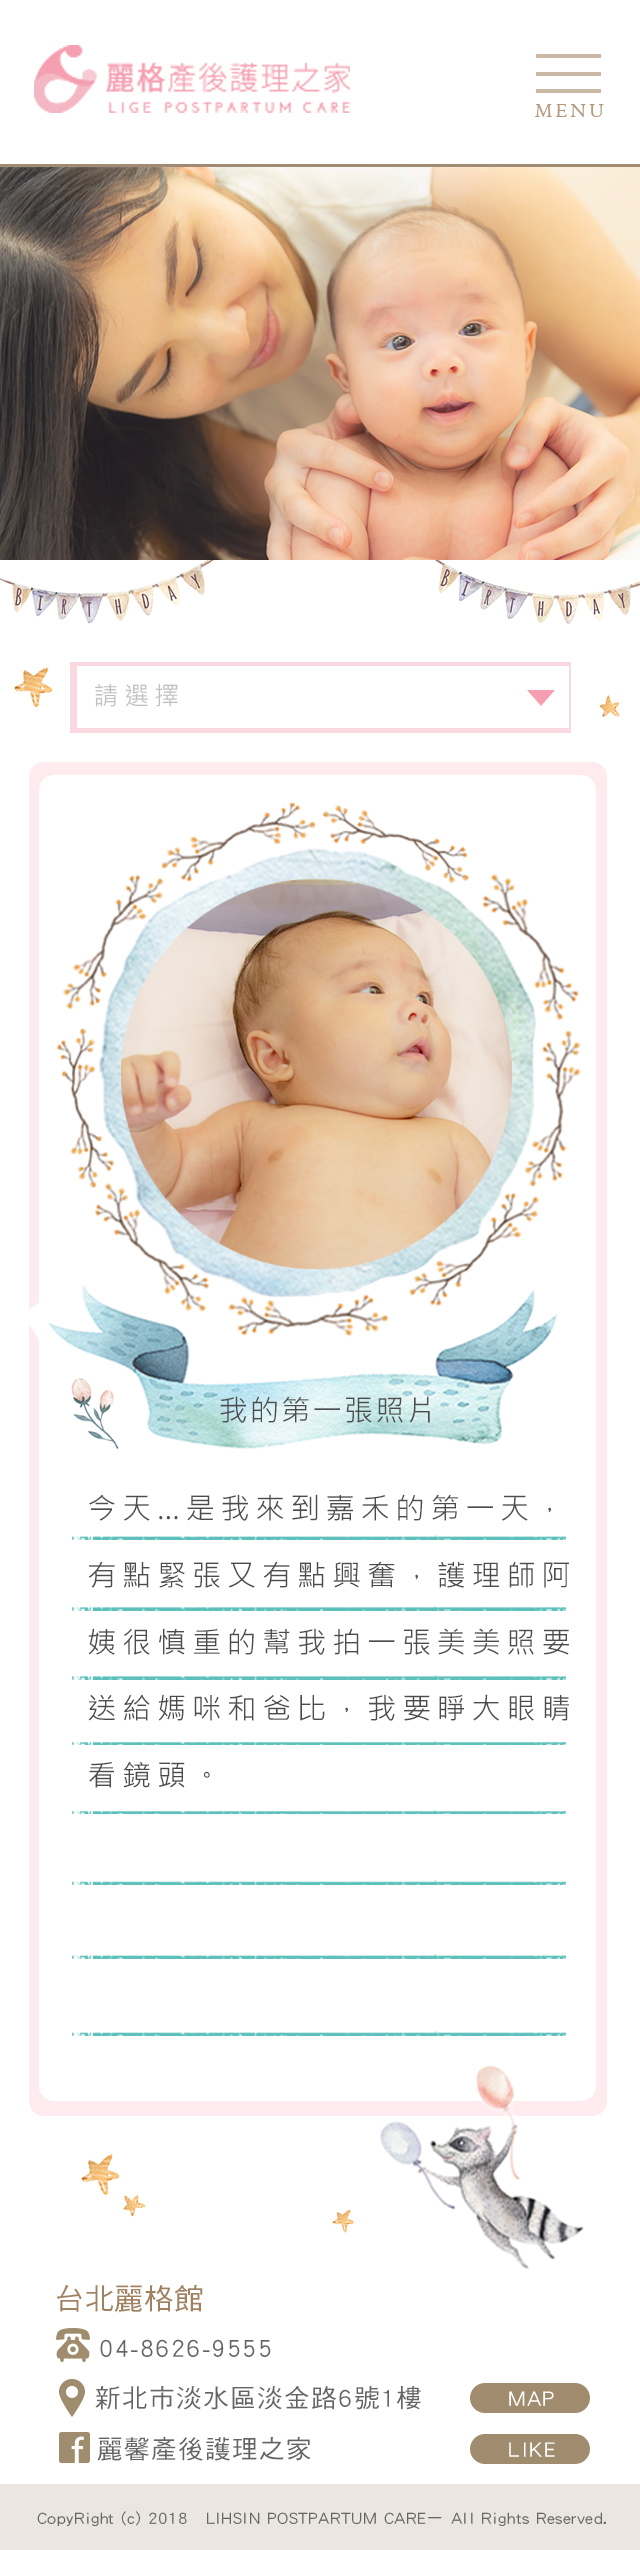 麗格產後護理之家
LIGE POSTPARTUM CARE
MENU
BIRTHDAY
BIRTHDAY
請選擇
我的第一張照片
今天...是我來到嘉禾的第一天，
有點緊張又有點興奮，護理師阿
姨很慎重的幫我拍一張美美照要
送給媽咪和爸比，我要睜大眼睛
看鏡頭。
台北麗格館
04-8626-9555
新北市淡水區淡金路6號1樓
MAP
麗馨產後護理之家
LIKE
CopyRight (c) 2018 LIHSIN POSTPARTUM CARE一 All Rights Reserved.